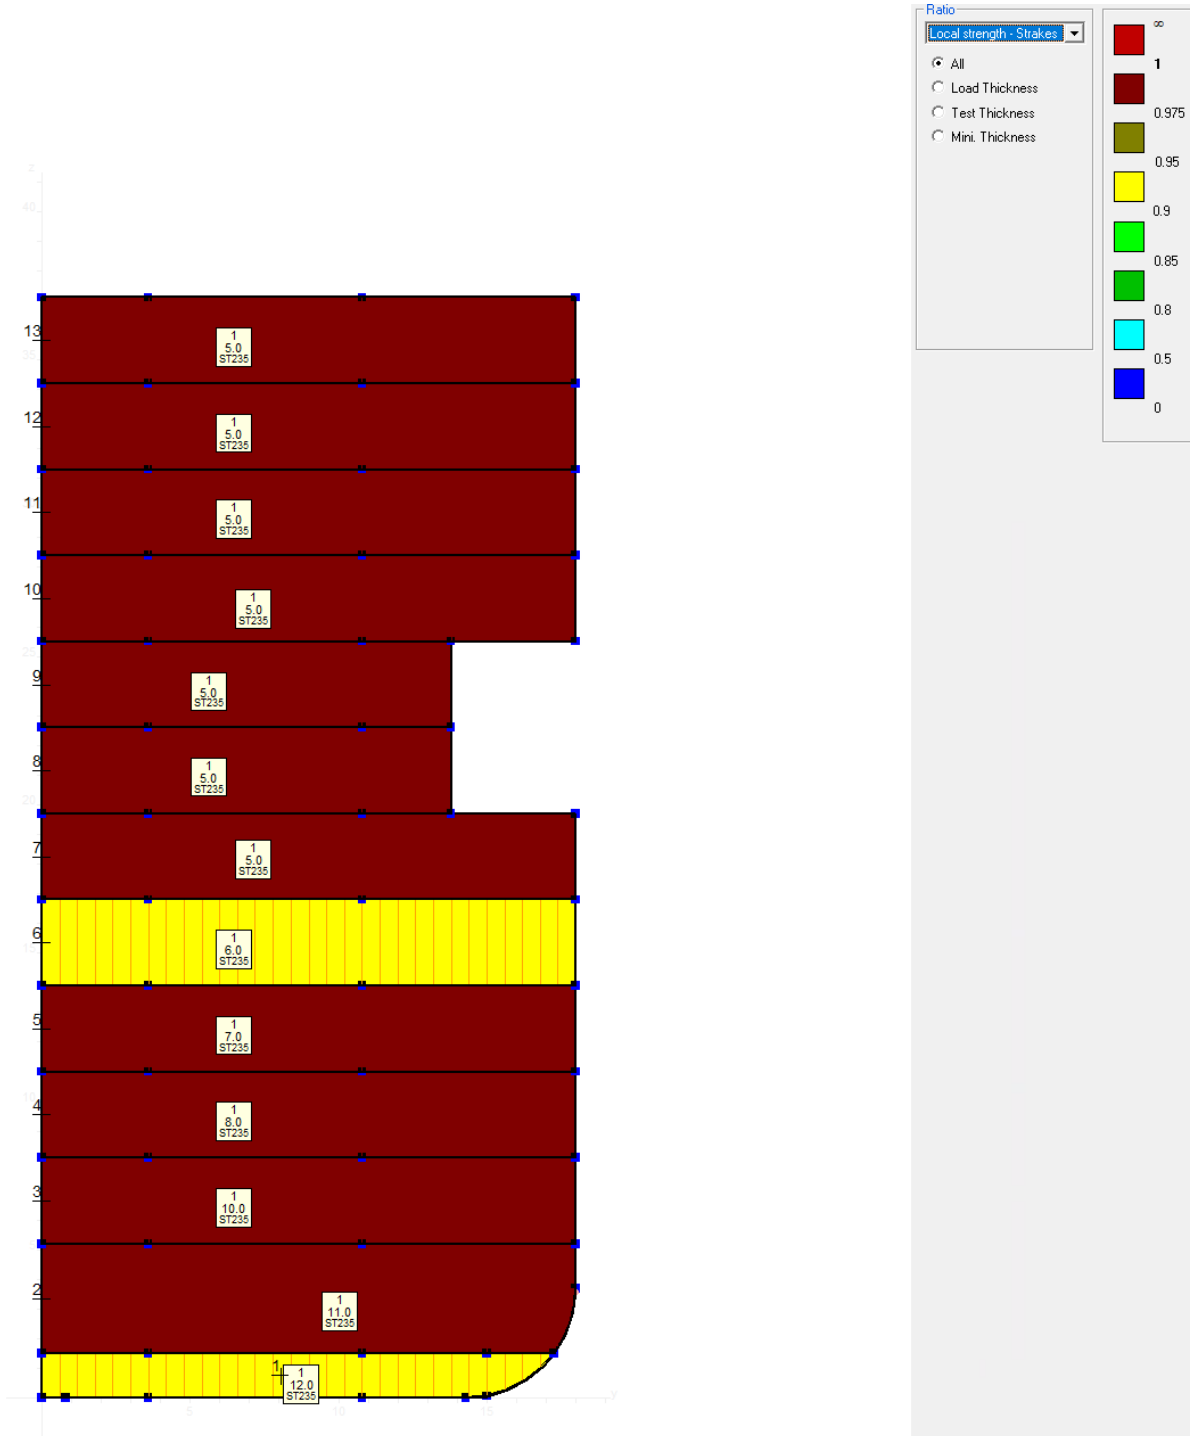 Ratio
Local strength - Strakes
All
Load Thickness
Test Thickness
Mini. Thickness
∞
1
0.975
0.95
0.9
0.85
0.8
0.5
0
z
40
13
1
5.0
ST235
35
12
1
5.0
ST235
11
1
5.0
ST235
10
1
5.0
ST235
25
9
1
5.0
ST235
8
1
5.0
ST235
20
7
1
5.0
ST235
6
1
6.0
ST235
5
1
7.0
ST235
4
1
8.0
ST235
3
1
10.0
ST235
2
1
11.0
ST235
1
1
12.0
ST235
5
10
15
y